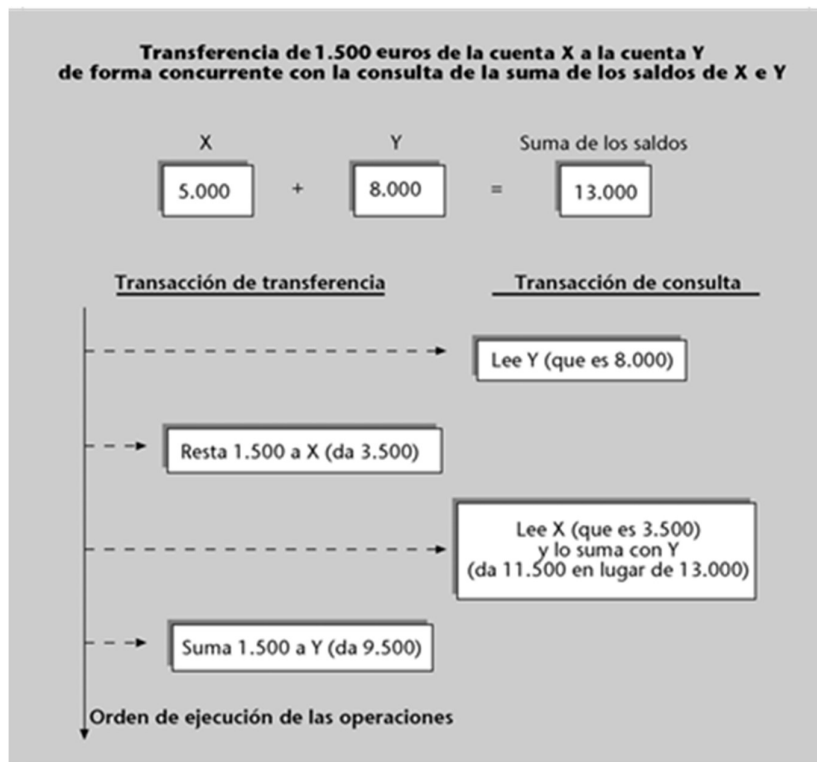 Transferencia de 1.500 euros de la cuenta X a la cuenta Y
de forma concurrente con la consulta de la suma de los saldos de X e Y
X Y Suma de los saldos
5.000 + 8.000 = 13.000
Transacción de transferencia Transacción de consulta
Lee Y (que es 8.000)
Resta 1.500 a X (da 3.500)
Lee X (que es 3.500)
y lo suma con Y
(da 11.500 en lugar de 13.000)
Suma 1.500 a Y (da 9.500)
Orden de ejecución de las operaciones